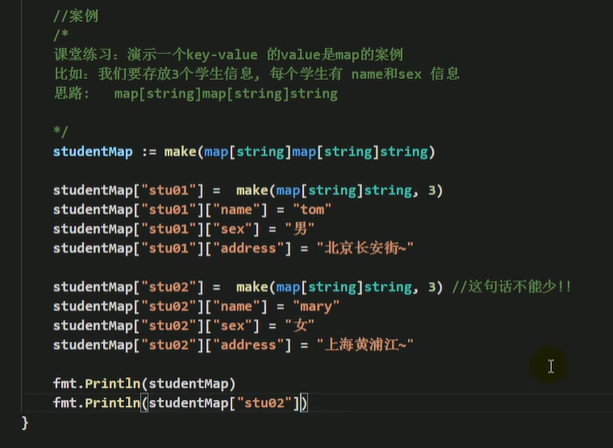 //案例
/*
课堂练习：演示一个key-value 的value是map的案例
比如：我们要存放3个学生信息, 每个学生有 name和sex 信息
思路：  map[string]map[string]string
*/
studentMap := make(map[string]map[string]string)
studentMap["stu01"] =  make(map[string]string, 3)
studentMap["stu01"]["name"] = "tom"
studentMap["stu01"]["sex"] = "男"
studentMap["stu01"]["address"] = "北京长安街~"
studentMap["stu02"] =  make(map[string]string, 3) //这句话不能少!!
studentMap["stu02"]["name"] = "mary"
studentMap["stu02"]["sex"] = "女"
studentMap["stu02"]["address"] = "上海黄浦江~"
fmt.Println(studentMap)
fmt.Println(studentMap["stu02"])
}